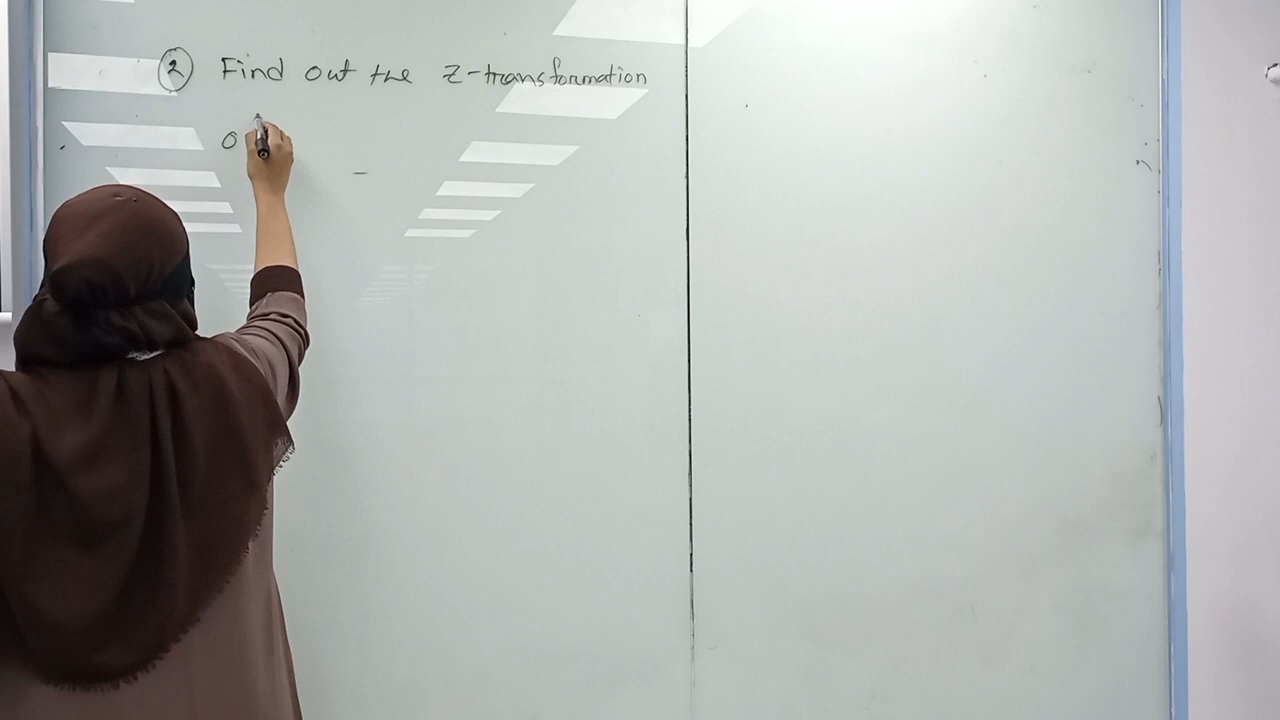 ② Find out the Z-transformation
o